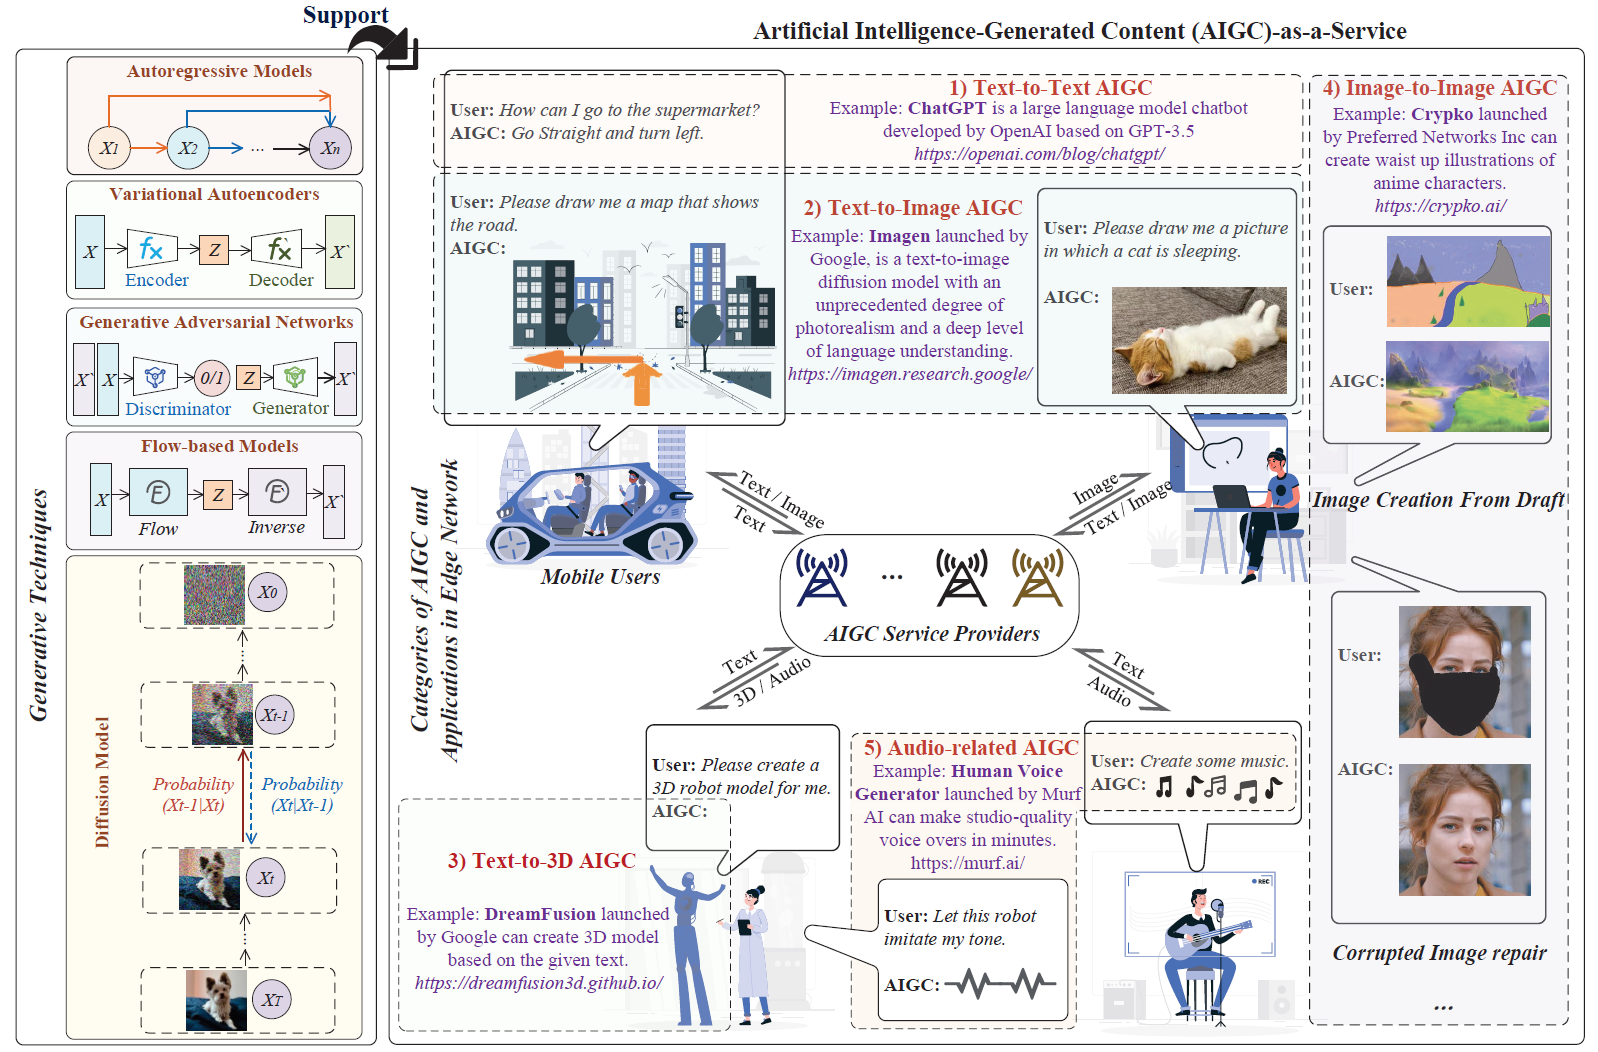 Support
Artificial Intelligence-Generated Content (AIGC)-as-a-Service
Generative Techniques
Autoregressive Models
X1
X2
...
Xn
Variational Autoencoders
X
fx
Z
fx
X`
Encoder
Decoder
Generative Adversarial Networks
X`
X
0/1
Z
X`
Discriminator
Generator
Flow-based Models
X
F
Z
F`
X`
Flow
Inverse
Diffusion Model
X0
...
Xt-1
Probability
(Xt-1|Xt)
Probability
(Xt|Xt-1)
Xt
...
XT
Categories of AIGC and
Applications in Edge Network
User: How can I go to the supermarket?
AIGC: Go Straight and turn left.
1) Text-to-Text AIGC
Example: ChatGPT is a large language model chatbot
developed by OpenAI based on GPT-3.5
https://openai.com/blog/chatgpt/
User: Please draw me a map that shows
the road.
AIGC:
2) Text-to-Image AIGC
Example: Imagen launched by
Google, is a text-to-image
diffusion model with an
unprecedented degree of
photorealism and a deep level
of language understanding.
https://imagen.research.google/
User: Please draw me a picture
in which a cat is sleeping.
AIGC:
4) Image-to-Image AIGC
Example: Crypko launched
by Preferred Networks Inc can
create waist up illustrations of
anime characters.
https://crypko.ai/
User:
AIGC:
Image Creation From Draft
User:
AIGC:
Corrupted Image repair
...
Mobile Users
Text / Image
Text
Image
Text / Image
...
AIGC Service Providers
Text
3D / Audio
Text
Audio
User: Please create a
3D robot model for me.
AIGC:
3) Text-to-3D AIGC
Example: DreamFusion launched
by Google can create 3D model
based on the given text.
https://dreamfusion3d.github.io/
5) Audio-related AIGC
Example: Human Voice
Generator launched by Murf
AI can make studio-quality
voice overs in minutes.
https://murf.ai/
User: Let this robot
imitate my tone.
AIGC:
User: Create some music.
AIGC:
REC